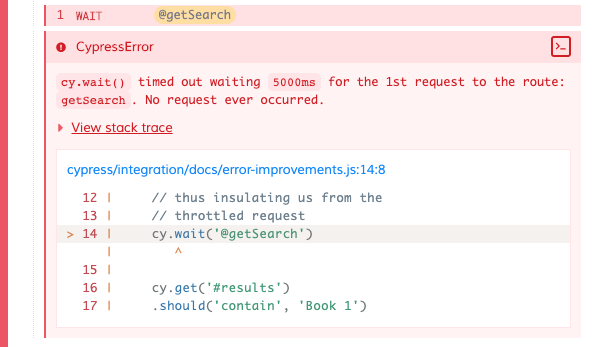 1 WAIT @getSearch
CypressError
cy.wait() timed out waiting 5000ms for the 1st request to the route:
getSearch . No request ever occurred.
View stack trace
cypress/integration/docs/error-improvements.js:14:8
12 | // thus insulating us from the
13 | // throttled request
> 14 | cy.wait('@getSearch')
| ^
15 |
16 | cy.get('#results')
17 | .should('contain', 'Book 1')